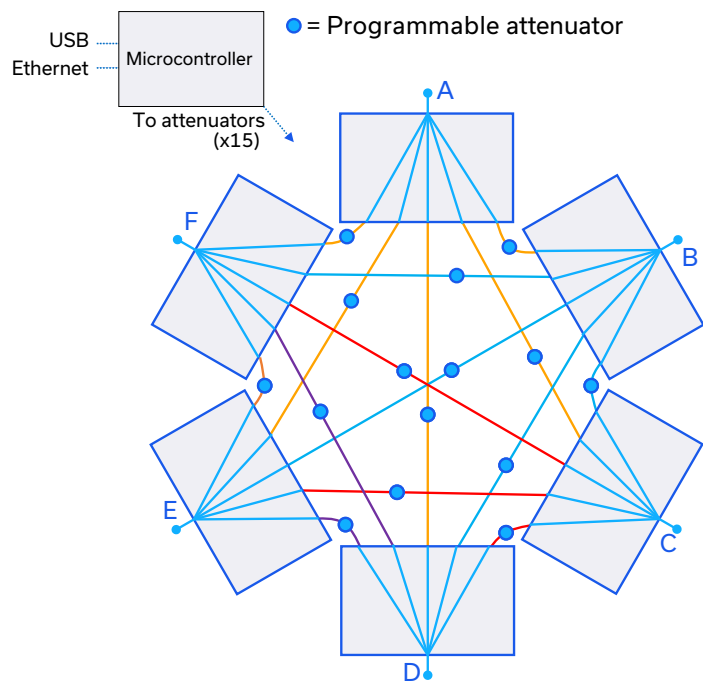 = Programmable attenuator
USB
Ethernet
Microcontroller
To attenuators
(x15)
A
F
B
E
C
D